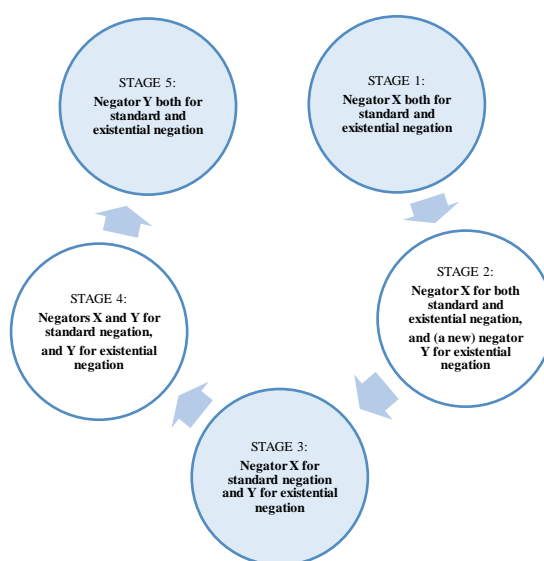 STAGE 5:
Negator Y both for
standard and
existential negation
STAGE 1:
Negator X both for
standard and
existential negation
STAGE 4:
Negators X and Y for
standard negation,
and Y for existential
negation
STAGE 2:
Negator X for both
standard and
existential negation,
and (a new) negator
Y for existential
negation
STAGE 3:
Negator X for
standard negation
and Y for existential
negation